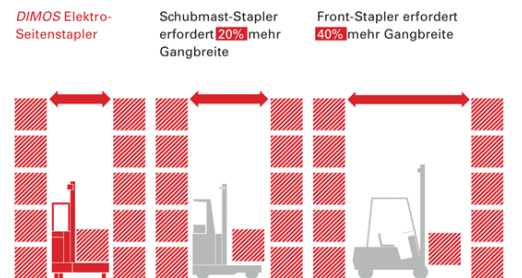 DIMOS Elektro-
Seitenstapler
Schubmast-Stapler
erfordert 20% mehr
Gangbreite
Front-Stapler erfordert
40% mehr Gangbreite